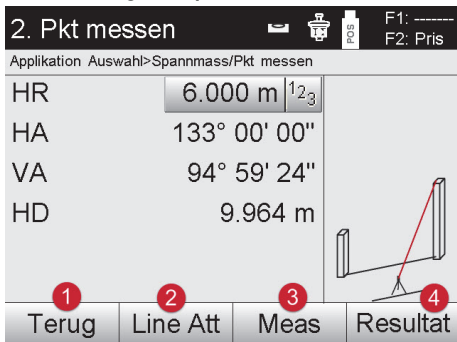 2. Pkt messen
POS
F1: -------
F2: Pris
Applikation Auswahl>Spannmass/Pkt messen
HR 6.000 m 123
HA 133° 00' 00"
VA 94° 59' 24"
HD 9.964 m
1 2 3 4
Terug Line Att Meas Resultat